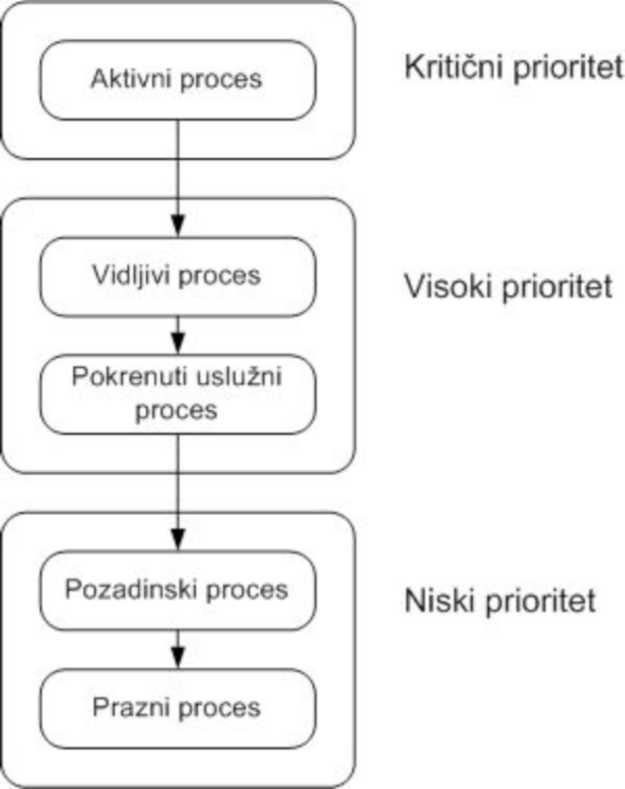 Aktivni proces
Kritični prioritet
Vidljivi proces
Visoki prioritet
Pokrenuti uslužni
proces
Pozadinski proces
Niski prioritet
Prazni proces